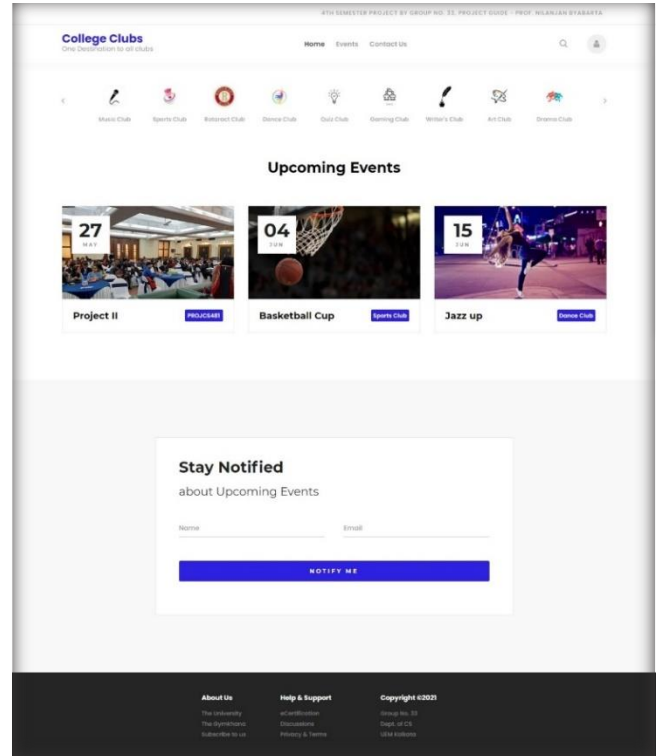 4TH SEMESTER PROJECT BY GROUP NO. 33, PROJECT GUIDE - PROF. NILANJAN BYABARTA
College Clubs
One Destination to all clubs
Home Events Contact Us
Music Club Sports Club Rotaract Club Dance Club Quiz Club Gaming Club Writer's Club Art Club Drama Club
Upcoming Events
27 04 15
MAY JUN JUN
Project II PROJCS481 Basketball Cup Sports Club Jazz up Dance Club
Stay Notified
about Upcoming Events
Name Email
NOTIFY ME
About Us Help & Support Copyright ©2021
The University eCertification Group No. 33
The Gymkhana Discussions Dept. of CS
Subscribe to us Privacy & Terms UEM Kolkata